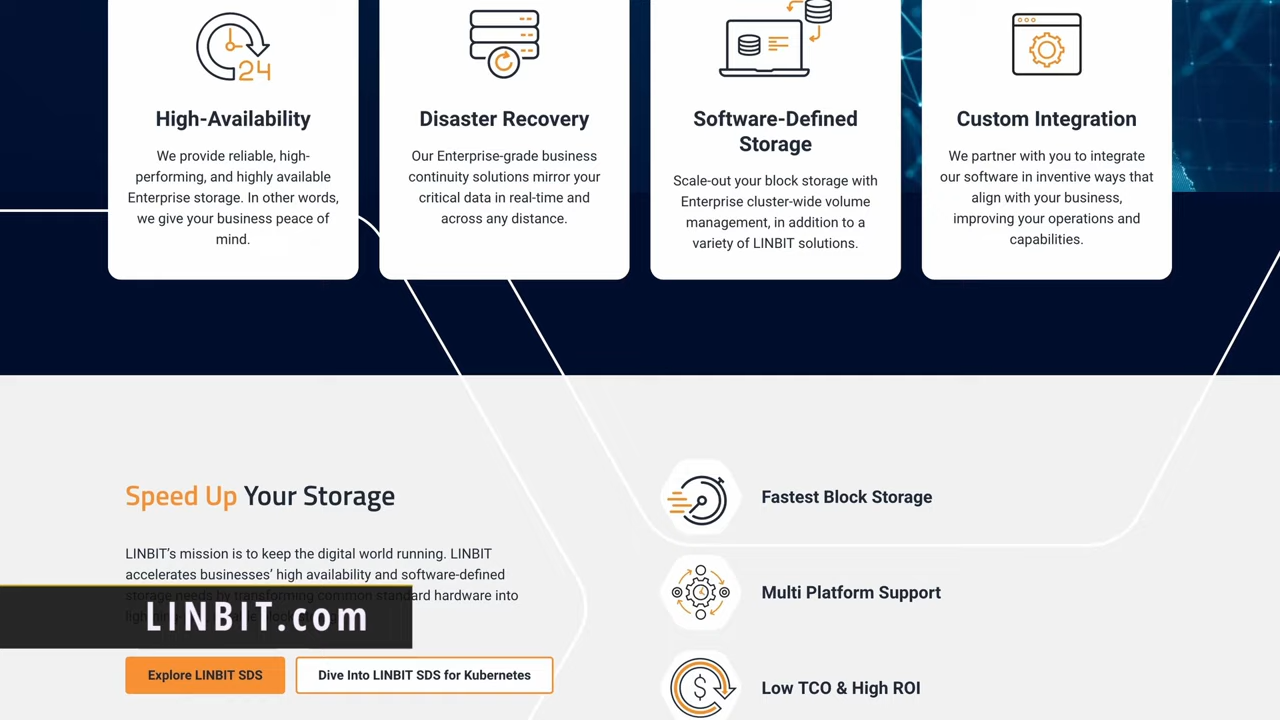 24
High-Availability
We provide reliable, high-
performing, and highly available
Enterprise storage. In other words,
we give your business peace of
mind.
Disaster Recovery
Our Enterprise-grade business
continuity solutions mirror your
critical data in real-time and
across any distance.
Software-Defined
Storage
Scale-out your block storage with
Enterprise cluster-wide volume
management, in addition to a
variety of LINBIT solutions.
Custom Integration
We partner with you to integrate
our software in inventive ways that
align with your business,
improving your operations and
capabilities.
Speed Up Your Storage
LINBIT’s mission is to keep the digital world running. LINBIT
accelerates businesses’ high availability and software-defined
storage needs by transforming common standard hardware into
LINBIT.com
Explore LINBIT SDS
Dive Into LINBIT SDS for Kubernetes
Fastest Block Storage
Multi Platform Support
$
Low TCO & High ROI